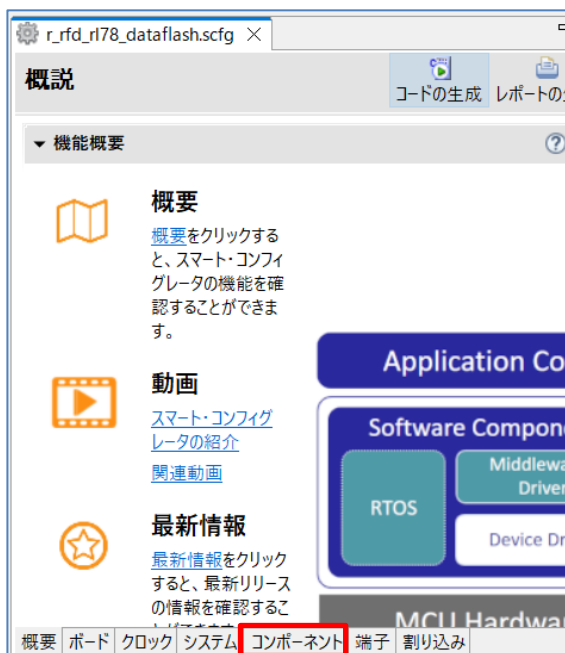 r_rfd_rl78_dataflash.scfg
概説
コードの生成
レポートの
機能概要
概要
概要をクリックする
と、スマート・コンフィ
グレータの機能を確
認することができま
す。
動画
スマート・コンフィグ
レータの紹介
関連動画
最新情報
最新情報をクリック
すると、最新リリース
の情報を確認するこ
Application Co
Software Compon
RTOS
Middlewa
Driver
Device Dr
MCU Hardwa
概要 ボード クロック システム コンポーネント 端子 割り込み